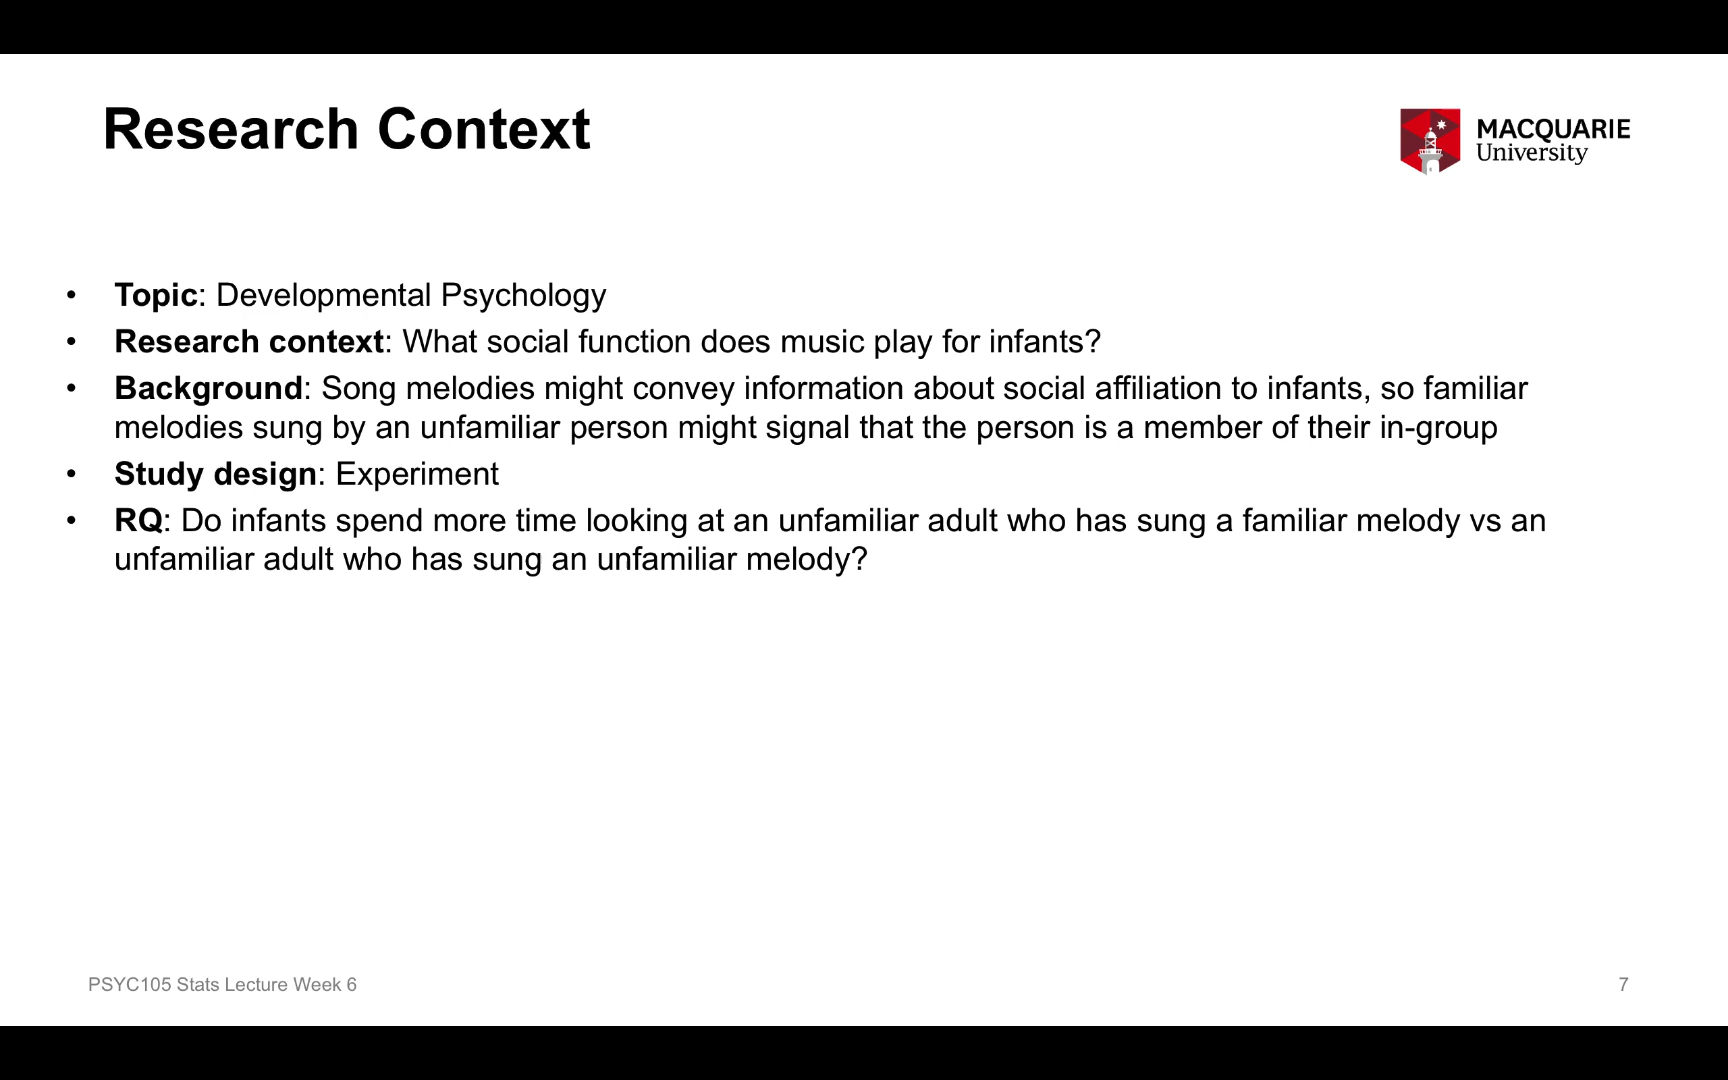 Research Context
MACQUARIE
University
• Topic: Developmental Psychology
• Research context: What social function does music play for infants?
• Background: Song melodies might convey information about social affiliation to infants, so familiar
melodies sung by an unfamiliar person might signal that the person is a member of their in-group
• Study design: Experiment
• RQ: Do infants spend more time looking at an unfamiliar adult who has sung a familiar melody vs an
unfamiliar adult who has sung an unfamiliar melody?
PSYC105 Stats Lecture Week 6
7